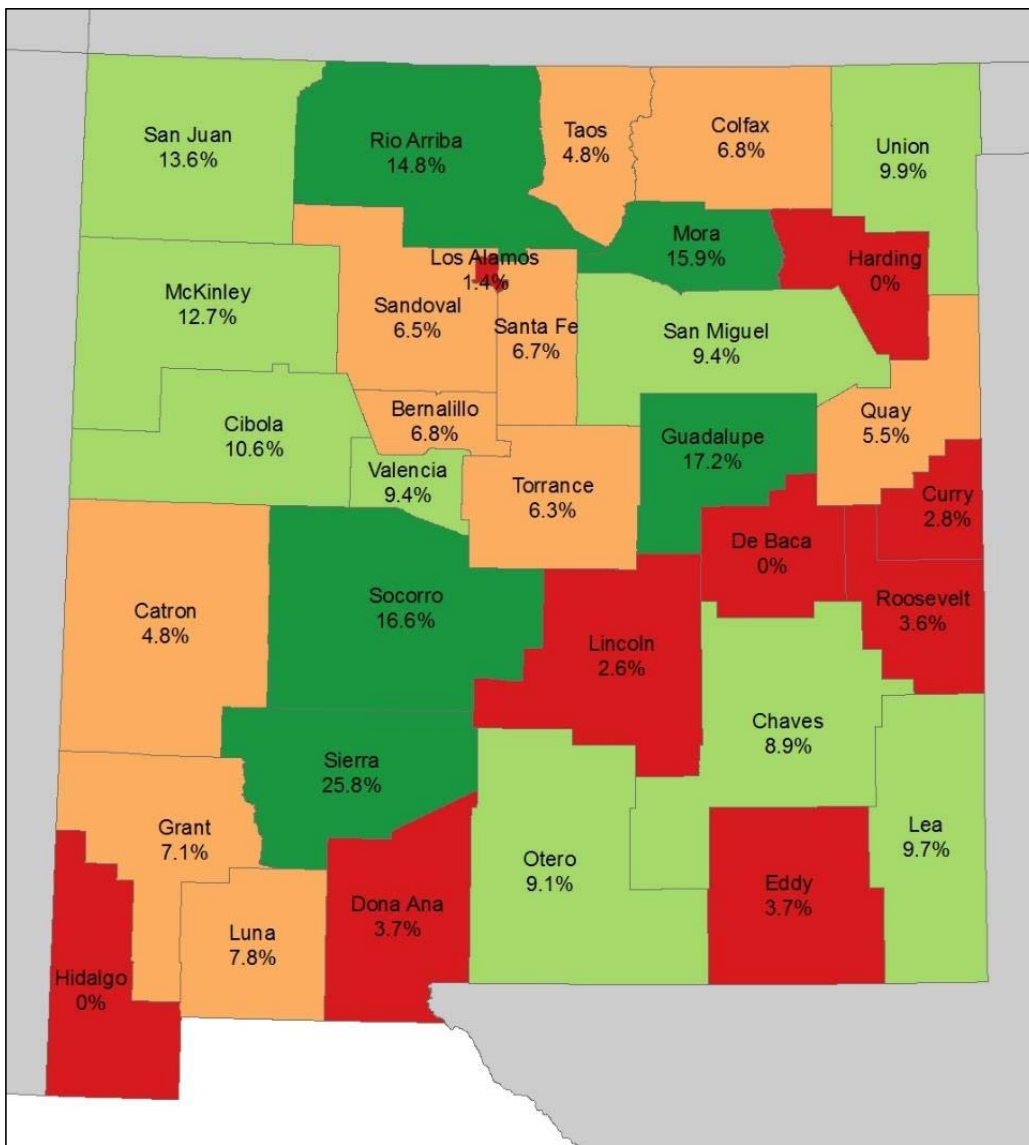 San Juan
13.6%
Rio Arriba
14.8%
Taos
4.8%
Colfax
6.8%
Union
9.9%
Mora
15.9%
Harding
0%
Los Alamos
1.4%
McKinley
12.7%
Sandoval
6.5%
Santa Fe
6.7%
San Miguel
9.4%
Quay
5.5%
Cibola
10.6%
Bernalillo
6.8%
Valencia
9.4%
Torrance
6.3%
Guadalupe
17.2%
Curry
2.8%
De Baca
0%
Roosevelt
3.6%
Catron
4.8%
Socorro
16.6%
Lincoln
2.6%
Chaves
8.9%
Sierra
25.8%
Grant
7.1%
Otero
9.1%
Lea
9.7%
Eddy
3.7%
Dona Ana
3.7%
Luna
7.8%
Hidalgo
0%